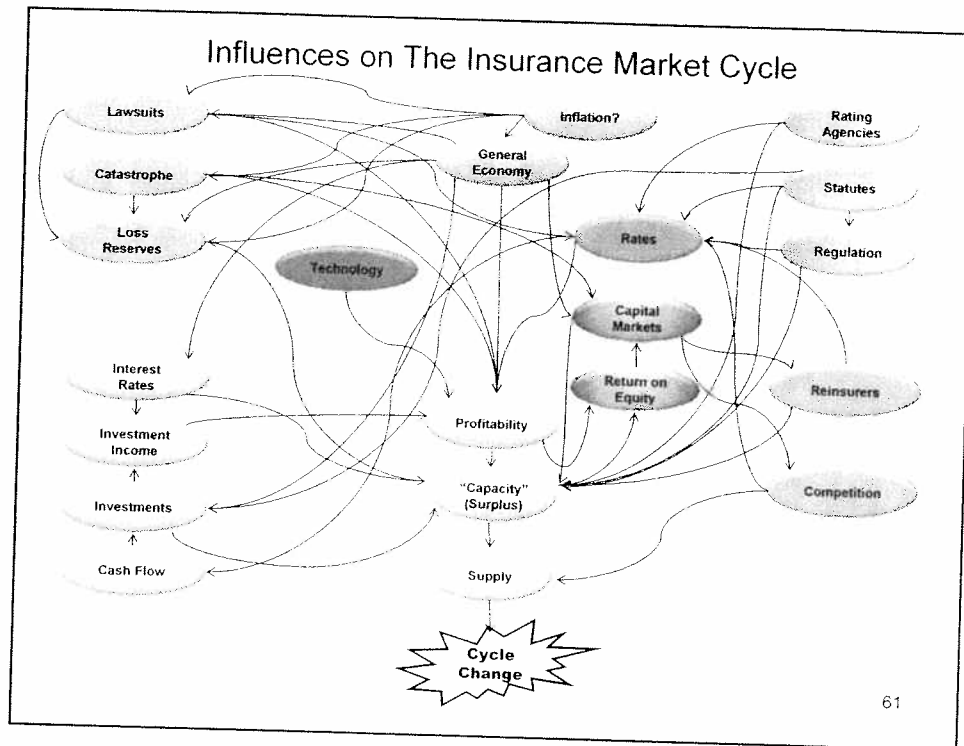 Influences on The Insurance Market Cycle
Lawsuits
Inflation?
Rating
Agencies
General
Economy
Catastrophe
Statutes
Loss
Reserves
Rates
Regulation
Technology
Capital
Markets
Interest
Rates
Return on
Equity
Reinsurers
Profitability
Investment
Income
"Capacity"
(Surplus)
Competition
Investments
Cash Flow
Supply
Cycle
Change
61